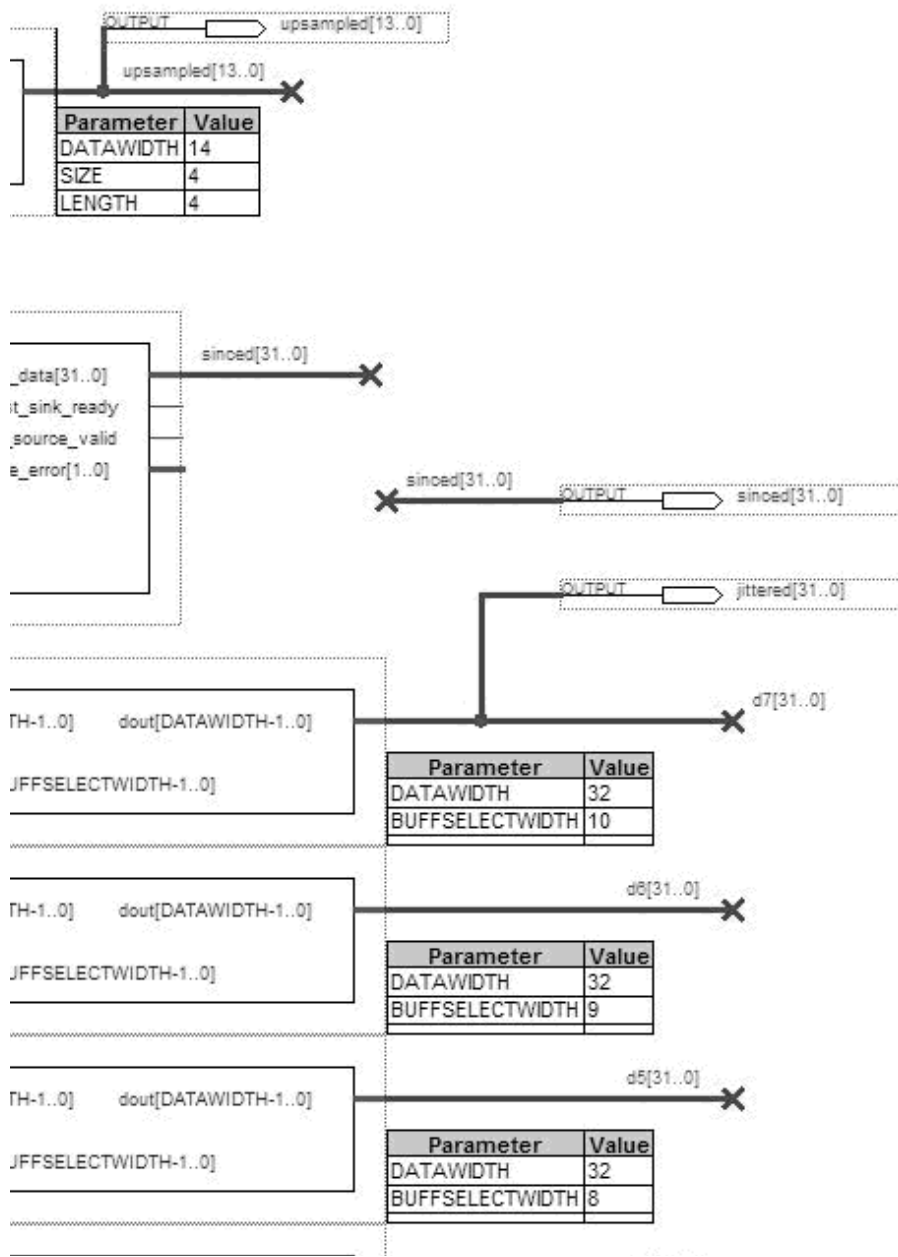 OUTPUT upsampled[13..0]
upsampled[13..0]
Parameter Value
DATAWIDTH 14
SIZE 4
LENGTH 4
sinced[31..0]
_data[31..0]
st_sink_ready
_source_valid
e_error[1..0]
sinced[31..0]
OUTPUT sinced[31..0]
OUTPUT jittered[31..0]
d7[31..0]
TH-1..0] dout[DATAWIDTH-1..0]
UFFSELECTWIDTH-1..0]
Parameter Value
DATAWIDTH 32
BUFFSELECTWIDTH 10
d6[31..0]
TH-1..0] dout[DATAWIDTH-1..0]
UFFSELECTWIDTH-1..0]
Parameter Value
DATAWIDTH 32
BUFFSELECTWIDTH 9
d5[31..0]
TH-1..0] dout[DATAWIDTH-1..0]
UFFSELECTWIDTH-1..0]
Parameter Value
DATAWIDTH 32
BUFFSELECTWIDTH 8